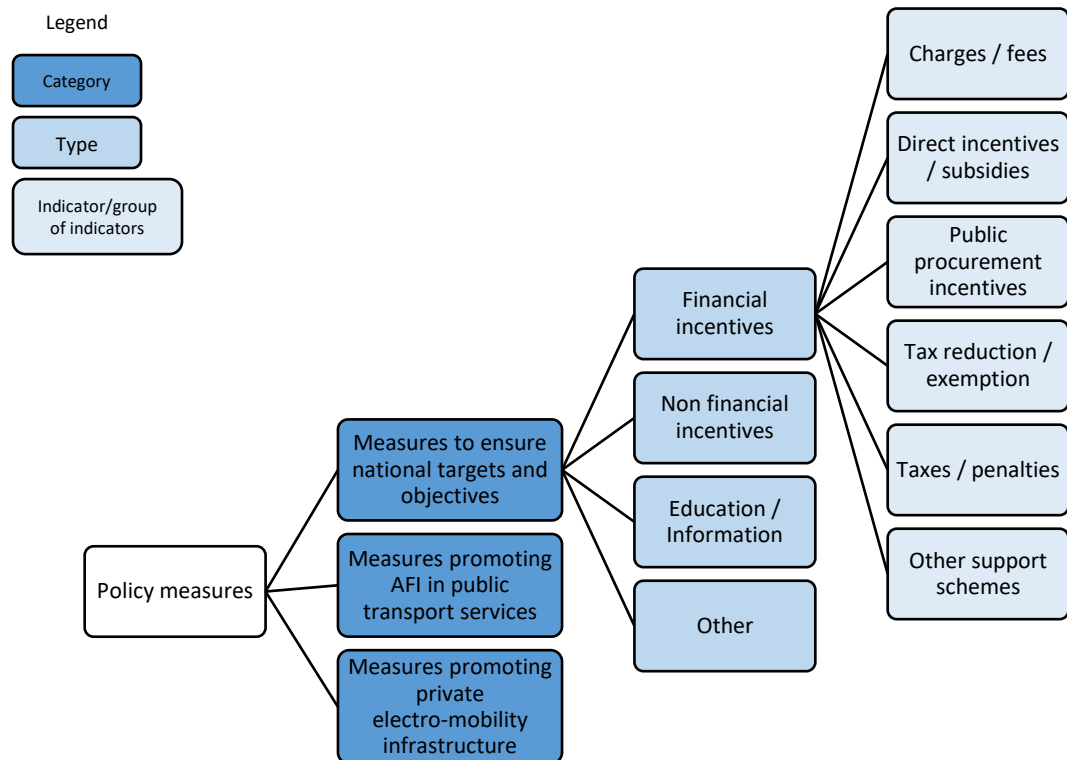 Legend
Category
Type
Indicator/group
of indicators
Policy measures
Measures to ensure
national targets and
objectives
Measures promoting
AFI in public
transport services
Measures promoting
private
electro-mobility
infrastructure
Financial
incentives
Non financial
incentives
Education /
Information
Other
Charges / fees
Direct incentives
/ subsidies
Public
procurement
incentives
Tax reduction /
exemption
Taxes / penalties
Other support
schemes